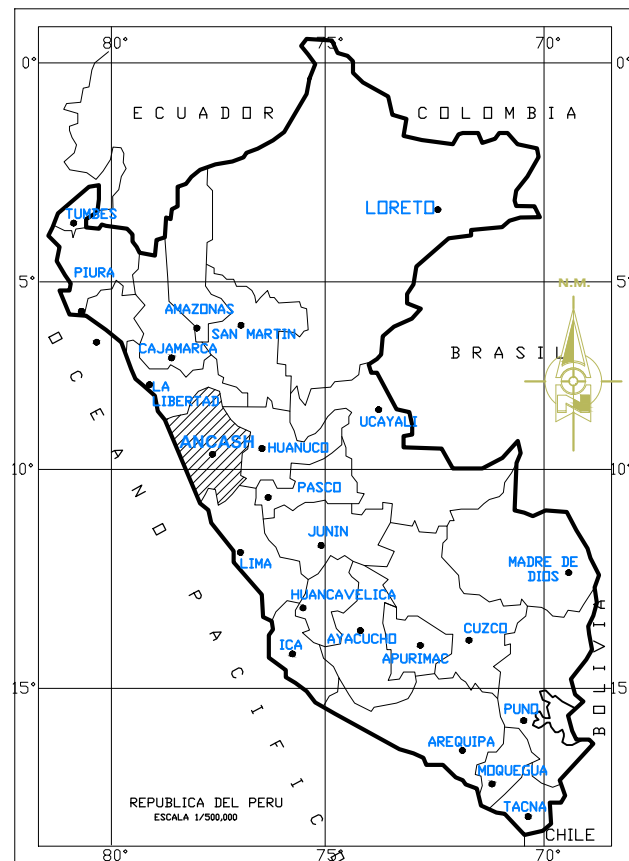 80° 75° 70°
0° 0°
ECUADOR COLOMBIA
TUMBES
LORETO
PIURA
5° 5°
N.M.
AMAZONAS
SAN MARTIN
CAJAMARCA
BRASIL
LA
LIBERTAD
UCAYALI
ANCASH
HUANUCO
10° 10°
PASCO
JUNIN
LIMA
MADRE DE
DIOS
HUANCAVELICA
AYACUCHO
CUZCO
ICA
APURIMAC
BOLIVIA
15° 15°
PUNO
AREQUIPA
MOQUEGUA
TACNA
OCEANO PACIFIC
REPUBLICA DEL PERU
ESCALA 1/500,000
CHILE
80° 75° 70°